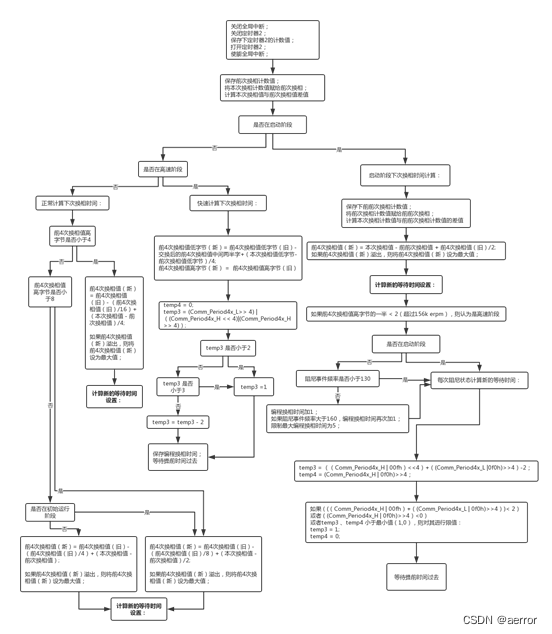 关闭全局中断；
关闭定时器2；
保存下定时器2的计数值；
打开定时器2；
使能全局中断；
保存前次换相计数值；
将本次换相计数值赋给前次换相；
计算本次换相值与前次换相值差值
是否在启动阶段
否
是
是否在高速阶段
启动阶段下次换相时间计算：
否
是
正常计算下次换相时间：
快速计算下次换相时间：
保存下前前次换相计数值；
将前次换相计数值赋给前前次换相；
计算本次换相计数值与前前次换相计数值的差值
前4次换相值高
字节是否小于4
前4次换相值低字节（新）= 前4次换相值低字节（旧）-
交换后的前4次换相值中间两半字 +（本次换相值低字节-
前次换相值低字节）/4.
前4次换相值高字节（新）= 前4次换相值高字节（旧）
前4次换相值（新）= 本次换相值 - 前前次换相值 + 前4次换相值（旧）/2.
如果前4次换相值（新）溢出，则将前4次换相值（新）设为最大值；
否
是
前4次换相值
高字节是否小
于8
前4次换相值（新）
= 前4次换相值
（旧）-（前4次换相值
（旧）/16）+
（本次换相值 - 前次
换相值）/4.
如果前4次换相值
（新）溢出，则将
前4次换相值（新）
设为最大值；
计算新的等待时间
设置：
temp4 = 0.
temp3 = (Comm_Period4x_L>> 4) |
( (Comm_Period4x_H << 4)|(Comm_Period4x_H
>> 4) ) ;
计算新的等待时间设置：
如果前4次换相值高字节的一半 < 2（超过156k erpm），则认为是高速阶段
temp3 是否小于2
是否在启动阶段
否
是
否
是
temp3 是否
小于3
是
temp3 =1
阻尼事件频率是否小于130
是
每次阻尼状态计算新的等待时间：
否
否
temp3 = temp3 - 2
编程换相时间加1；
如果阻尼事件频率大于160，编程换相时间再次加1；
限制最大编程换相时间为5；
保存编程换相时间；
等待提前时间过去
否
是
temp3 = （（ Comm_Period4x_H | 00fh ) <<4) + ( (Comm_Period4x_L |0f0h)>>4 ) -2 ;
temp4 = (Comm_Period4x_H | 0f0h)>>4 ;
是否在初始运行
阶段
是
否
如果 ( ( ( Comm_Period4x_H | 00fh ) + ( (Comm_Period4x_L | 0f0h)>>4 ) )< 2 )
或者( (Comm_Period4x_H | 0f0h)>>4 ) <0 )
或者temp3 、temp4 小于最小值（1,0），则对其进行限值：
temp3 = 1;
temp4 = 0;
前4次换相值（新）= 前4次换相值（旧）-
（前4次换相值（旧）/4）+（本次换相值 - 前次
换相值）；
如果前4次换相值（新）溢出，则将前4次换相值
（新）设为最大值；
前4次换相值（新）= 前4次换相值（旧）-
（前4次换相值（旧）/8）+（本次换相值 - 前次
换相值）/2.
如果前4次换相值（新）溢出，则将前4次换相值
（新）设为最大值；
等待提前时间过去
计算新的等待时间
设置：
CSDN @aerror